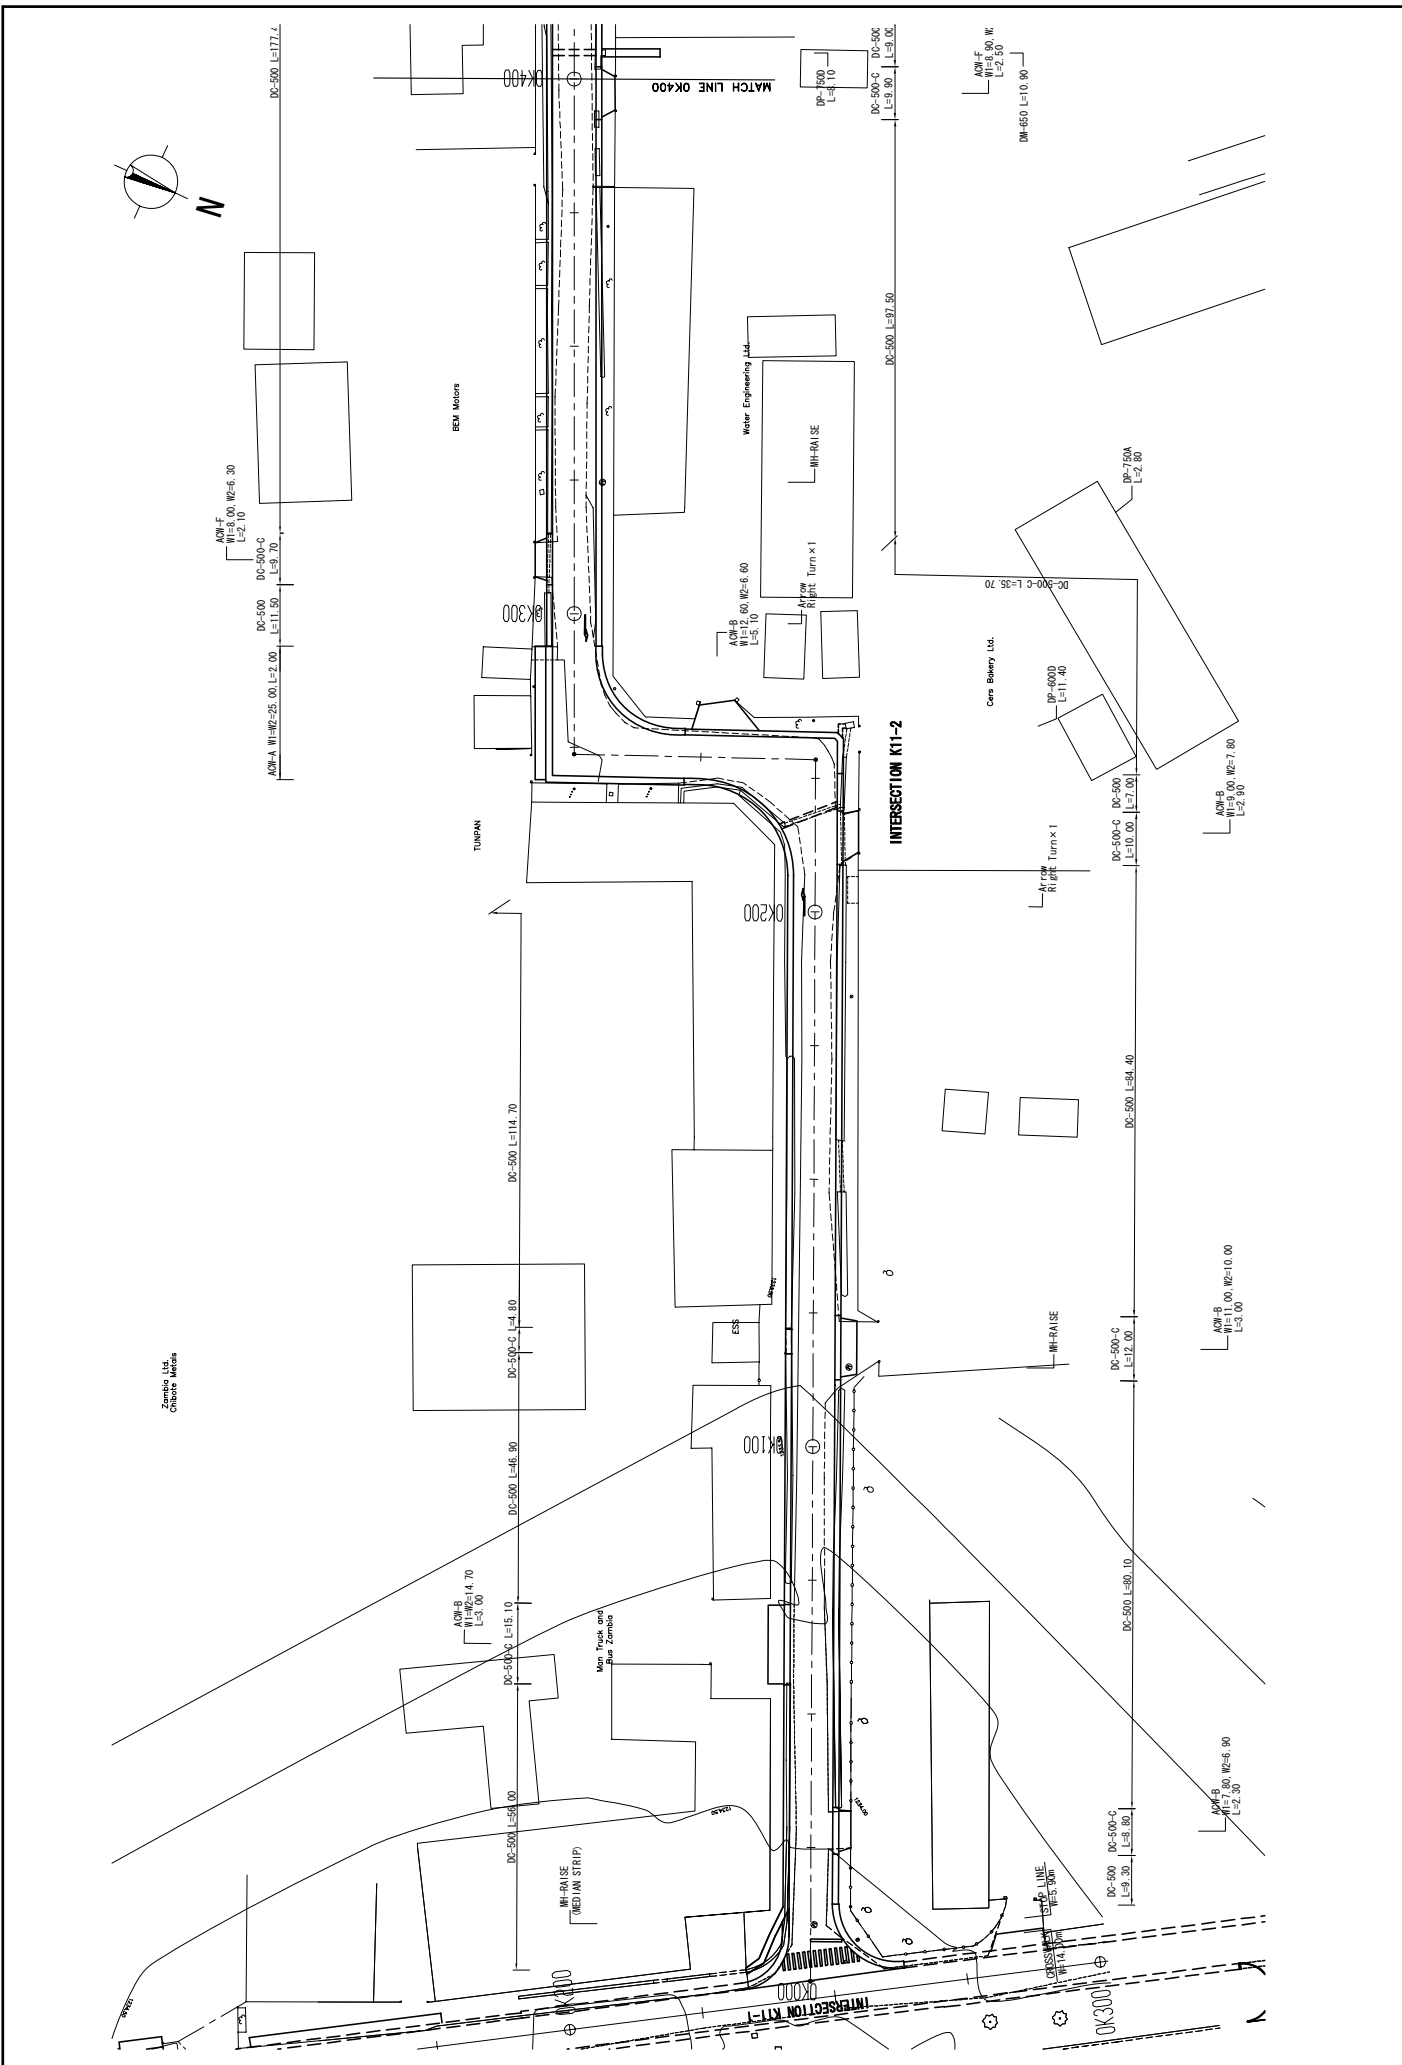 DC-500 L=177.4
0K400
MATCH LINE 0K400
DP-750D
L=8.10
DC-500
L=9.00
DC-500-C
L=9.90
ACW-F
W1=8.90, W
L=2.50
DM-650 L=10.90
N
DC-500 L=97.50
BEM Motors
Water Engineering Ltd.
MH-RAISE
DP-750A
L=2.80
ACW-F
W1=8.00, W2=6.30
L=2.10
DC-500-C
L=9.70
DC-500
L=11.50
0K300
ACW-A W1=W2=25.00, L=2.00
ACW-B
W1=12.60, W2=6.60
L=5.10
Arrow
Right Turn×1
DC-900-C L=35.70
Cers Bakery Ltd.
DP-600D
L=11.40
INTERSECTION K11-2
DC-500
L=7.00
ACW-B
W1=9.00, W2=7.80
L=2.90
DC-500-C
L=10.00
TUNPAN
Arrow
Right Turn×1
0K200
DC-500 L=114.70
DC-500 L=84.40
ESS
DC-500-C L=4.80
MH-RAISE
DC-500-C
L=12.00
ACW-B
W1=11.00, W2=10.00
L=3.00
Zambia Ltd.
Chibote Metals
0K100
DC-500 L=46.90
DC-500 L=80.10
ACW-B
W1=W2=14.70
L=3.00
DC-500-C L=15.10
Man Truck and
Bus Zambia
DC-500 L=56.00
1234.50
ACW-B
W1=7.80, W2=6.90
L=2.30
DC-500-C
L=8.80
DC-500
L=9.30
MH-RAISE
(MEDIAN STRIP)
STOP LINE
W=5.90m
CROSSWALK
W=14.00m
0K200
0K000
INTERSECTION K11-1
0K300
1234.50